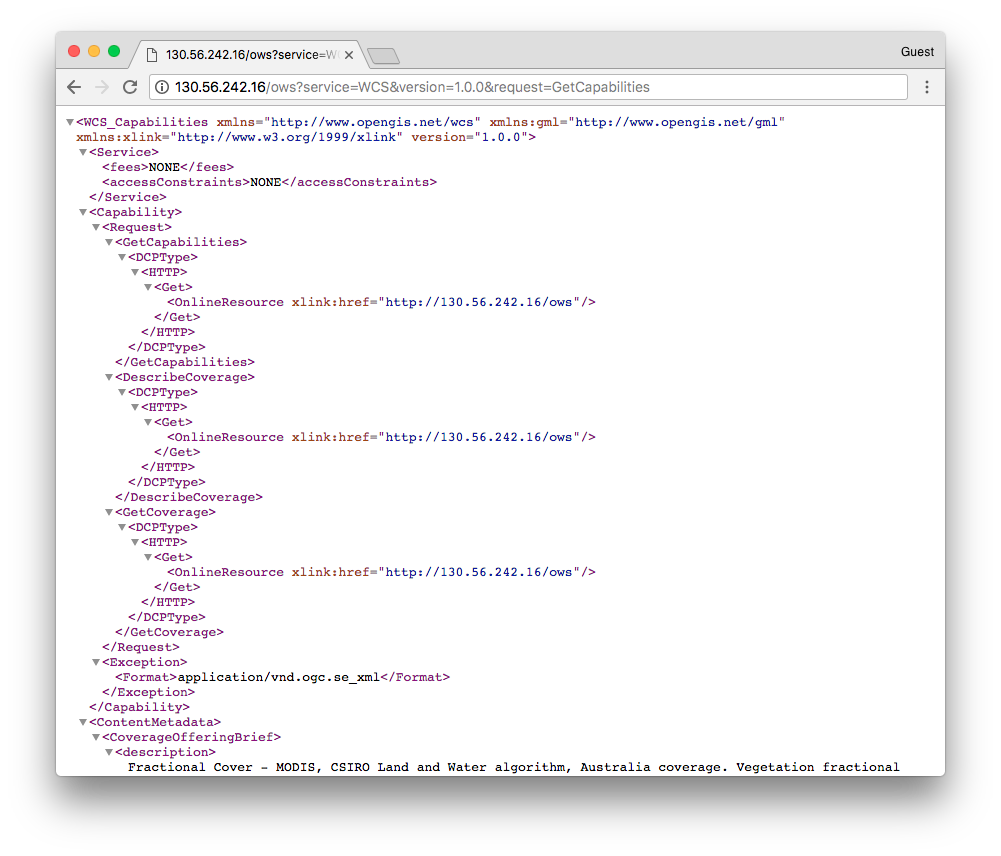 130.56.242.16/ows?service=W
Guest
130.56.242.16/ows?service=WCS&version=1.0.0&request=GetCapabilities
<WCS_Capabilities xmlns="http://www.opengis.net/wcs" xmlns:gml="http://www.opengis.net/gml"
xmlns:xlink="http://www.w3.org/1999/xlink" version="1.0.0">
<Service>
<fees>NONE</fees>
<accessConstraints>NONE</accessConstraints>
</Service>
<Capability>
<Request>
<GetCapabilities>
<DCPType>
<HTTP>
<Get>
<OnlineResource xlink:href="http://130.56.242.16/ows"/>
</Get>
</HTTP>
</DCPType>
</GetCapabilities>
<DescribeCoverage>
<DCPType>
<HTTP>
<Get>
<OnlineResource xlink:href="http://130.56.242.16/ows"/>
</Get>
</HTTP>
</DCPType>
</DescribeCoverage>
<GetCoverage>
<DCPType>
<HTTP>
<Get>
<OnlineResource xlink:href="http://130.56.242.16/ows"/>
</Get>
</HTTP>
</DCPType>
</GetCoverage>
</Request>
<Exception>
<Format>application/vnd.ogc.se_xml</Format>
</Exception>
</Capability>
<ContentMetadata>
<CoverageOfferingBrief>
<description>
Fractional Cover - MODIS, CSIRO Land and Water algorithm, Australia coverage. Vegetation fractional